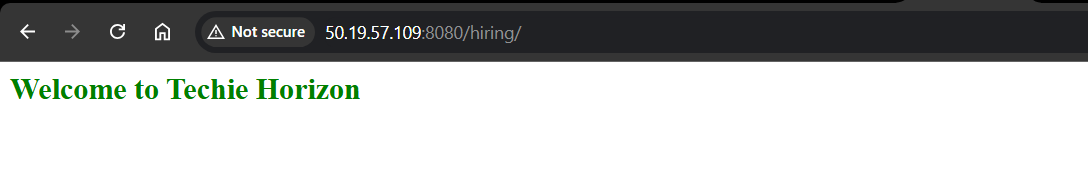 Not secure 50.19.57.109:8080/hiring/
Welcome to Techie Horizon